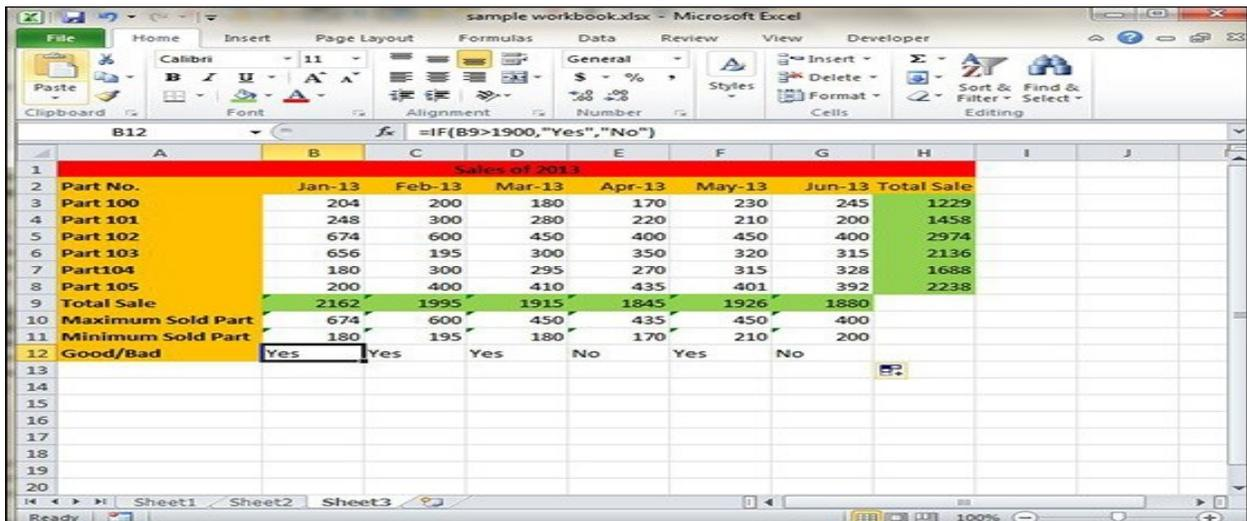 sample workbook.xlsx - Microsoft Excel
File Home Insert Page Layout Formulas Data Review View Developer
Calibri 11 General Insert Σ
Paste B I U A A $ % , Styles Delete Sort & Filter Find & Select
Format
Clipboard Font Alignment Number Cells Editing
B12 fx =IF(B9>1900,"Yes","No")
A B C D E F G H I J
1 Sales of 2013
2 Part No. Jan-13 Feb-13 Mar-13 Apr-13 May-13 Jun-13 Total Sale
3 Part 100 204 200 180 170 230 245 1229
4 Part 101 248 300 280 220 210 200 1458
5 Part 102 674 600 450 400 450 400 2974
6 Part 103 656 195 300 350 320 315 2136
7 Part104 180 300 295 270 315 328 1688
8 Part 105 200 400 410 435 401 392 2238
9 Total Sale 2162 1995 1915 1845 1926 1880
10 Maximum Sold Part 674 600 450 435 450 400
11 Minimum Sold Part 180 195 180 170 210 200
12 Good/Bad Yes Yes Yes No Yes No
13
14
15
16
17
18
19
20
Sheet1 Sheet2 Sheet3
Ready 100%